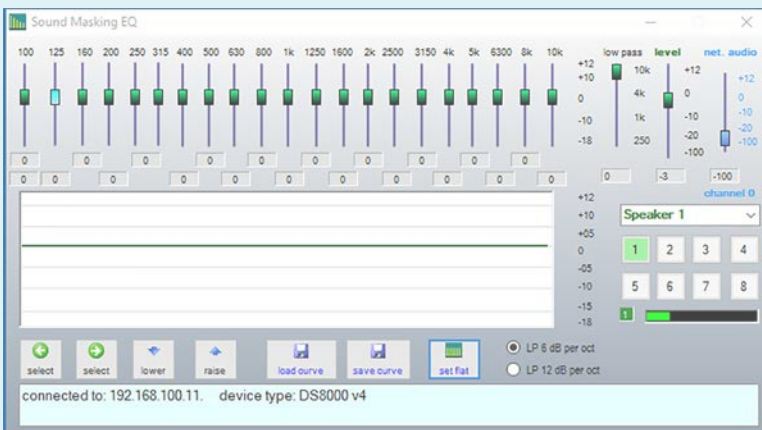 Sound Masking EQ
100 125 160 200 250 315 400 500 630 800 1k 1250 1600 2k 2500 3150 4k 5k 6300 8k 10k low pass level net. audio
+12
+10
0
-10
-18
10k
4k
1k
250
+12
0
-10
-20
-100
+12
0
-10
-20
-100
0 0 0 0 0 0 0 0 0 0
0 0 0 0 0 0 0 0 0 0 0 0 -3 -100
channel 0
+12
+10
+05
0
-05
-10
-15
-18
Speaker 1
1 2 3 4
5 6 7 8
1
select select lower raise load curve save curve set flat
LP 6 dB per oct
LP 12 dB per oct
connected to: 192.168.100.11. device type: DS8000 v4